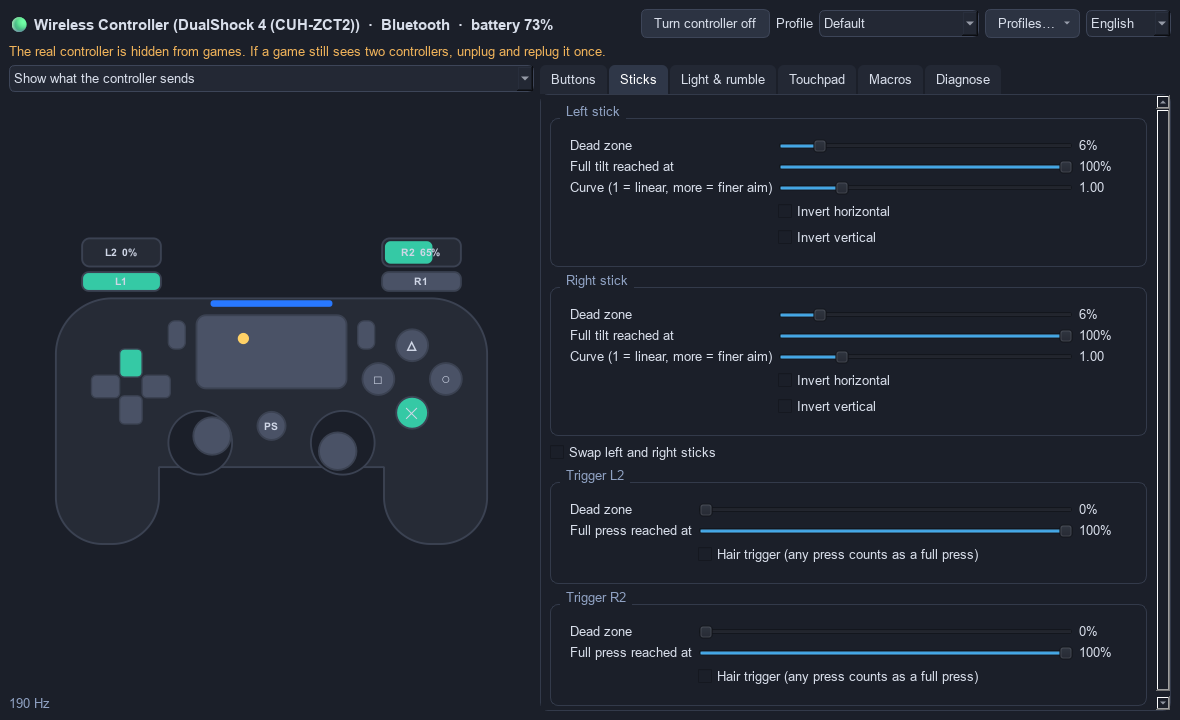 Wireless Controller (DualShock 4 (CUH-ZCT2)) · Bluetooth · battery 73%
Turn controller off
Profile
Default
Profiles...
English
The real controller is hidden from games. If a game still sees two controllers, unplug and replug it once.
Show what the controller sends
Buttons
Sticks
Light & rumble
Touchpad
Macros
Diagnose
L2 0%
R2 65%
L1
R1
PS
190 Hz
Left stick
Dead zone 6%
Full tilt reached at 100%
Curve (1 = linear, more = finer aim) 1.00
Invert horizontal
Invert vertical
Right stick
Dead zone 6%
Full tilt reached at 100%
Curve (1 = linear, more = finer aim) 1.00
Invert horizontal
Invert vertical
Swap left and right sticks
Trigger L2
Dead zone 0%
Full press reached at 100%
Hair trigger (any press counts as a full press)
Trigger R2
Dead zone 0%
Full press reached at 100%
Hair trigger (any press counts as a full press)